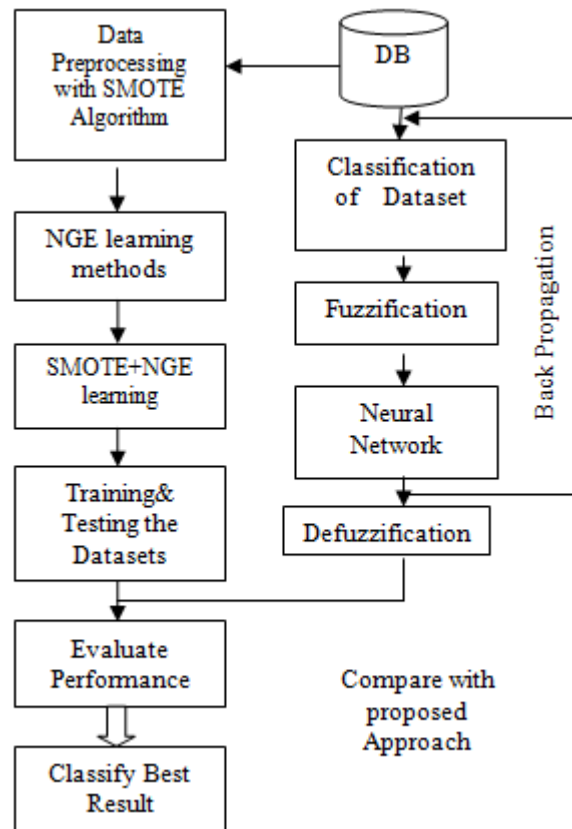 Data
Preprocessing
with SMOTE
Algorithm
DB
Classification
of Dataset
NGE learning
methods
Fuzzification
SMOTE+NGE
learning
Neural
Network
Back Propagation
Training&
Testing the
Datasets
Defuzzification
Evaluate
Performance
Compare with
proposed
Approach
Classify Best
Result